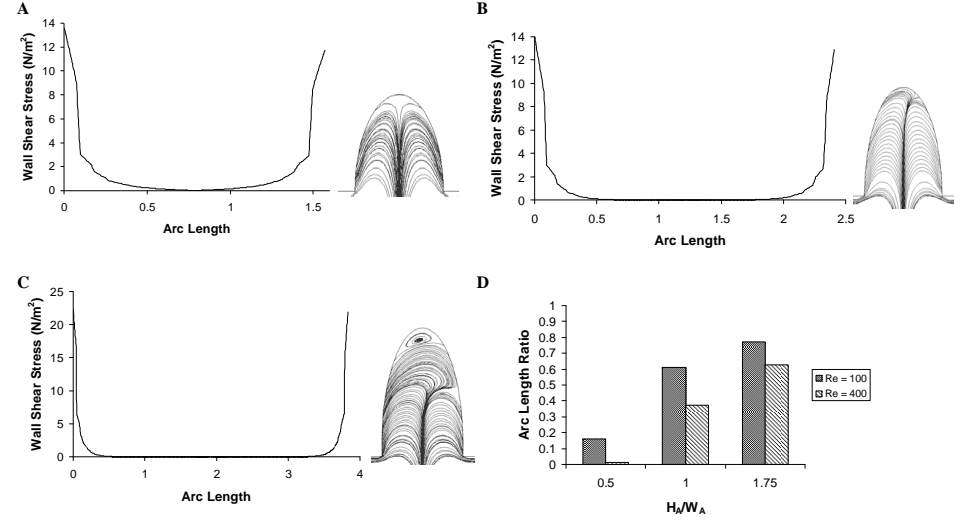 A
Wall Shear Stress (N/m²)
14
12
10
8
6
4
2
0
0 0.5 1 1.5
Arc Length
B
Wall Shear Stress (N/m²)
14
12
10
8
6
4
2
0
0 0.5 1 1.5 2 2.5
Arc Length
C
Wall Shear Stress (N/m²)
25
20
15
10
5
0
0 1 2 3 4
Arc Length
D
Arc Length Ratio
1
0.9
0.8
0.7
0.6
0.5
0.4
0.3
0.2
0.1
0
0.5 1 1.75
H_A/W_A
Re = 100
Re = 400